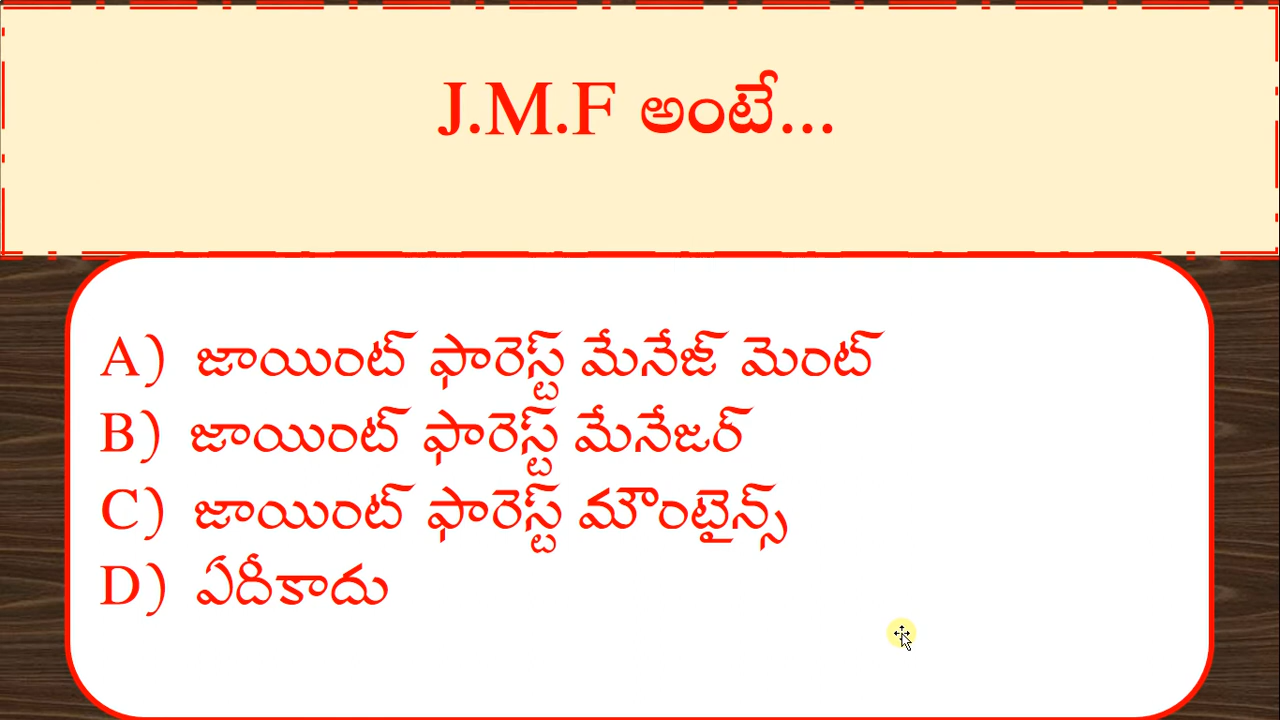 J.M.F అంటే...
A) జాయింట్ ఫారెస్ట్ మేనేజ్ మెంట్
B) జాయింట్ ఫారెస్ట్ మేనేజర్
C) జాయింట్ ఫారెస్ట్ మౌంటైన్స్
D) ఏదీకాదు